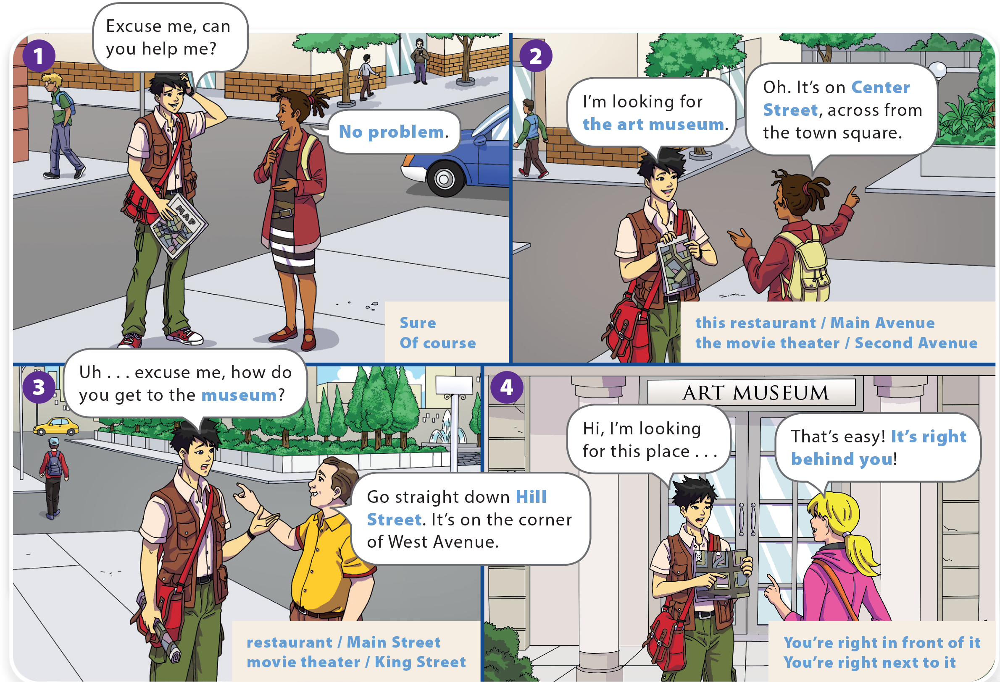 1
Excuse me, can
you help me?
No problem.
MAP
Sure
Of course
2
I'm looking for
the art museum.
Oh. It's on Center
Street, across from
the town square.
this restaurant / Main Avenue
the movie theater / Second Avenue
3
Uh . . . excuse me, how do
you get to the museum?
Go straight down Hill
Street. It's on the corner
of West Avenue.
restaurant / Main Street
movie theater / King Street
4
ART MUSEUM
Hi, I'm looking
for this place . . .
That's easy! It's right
behind you!
You're right in front of it
You're right next to it